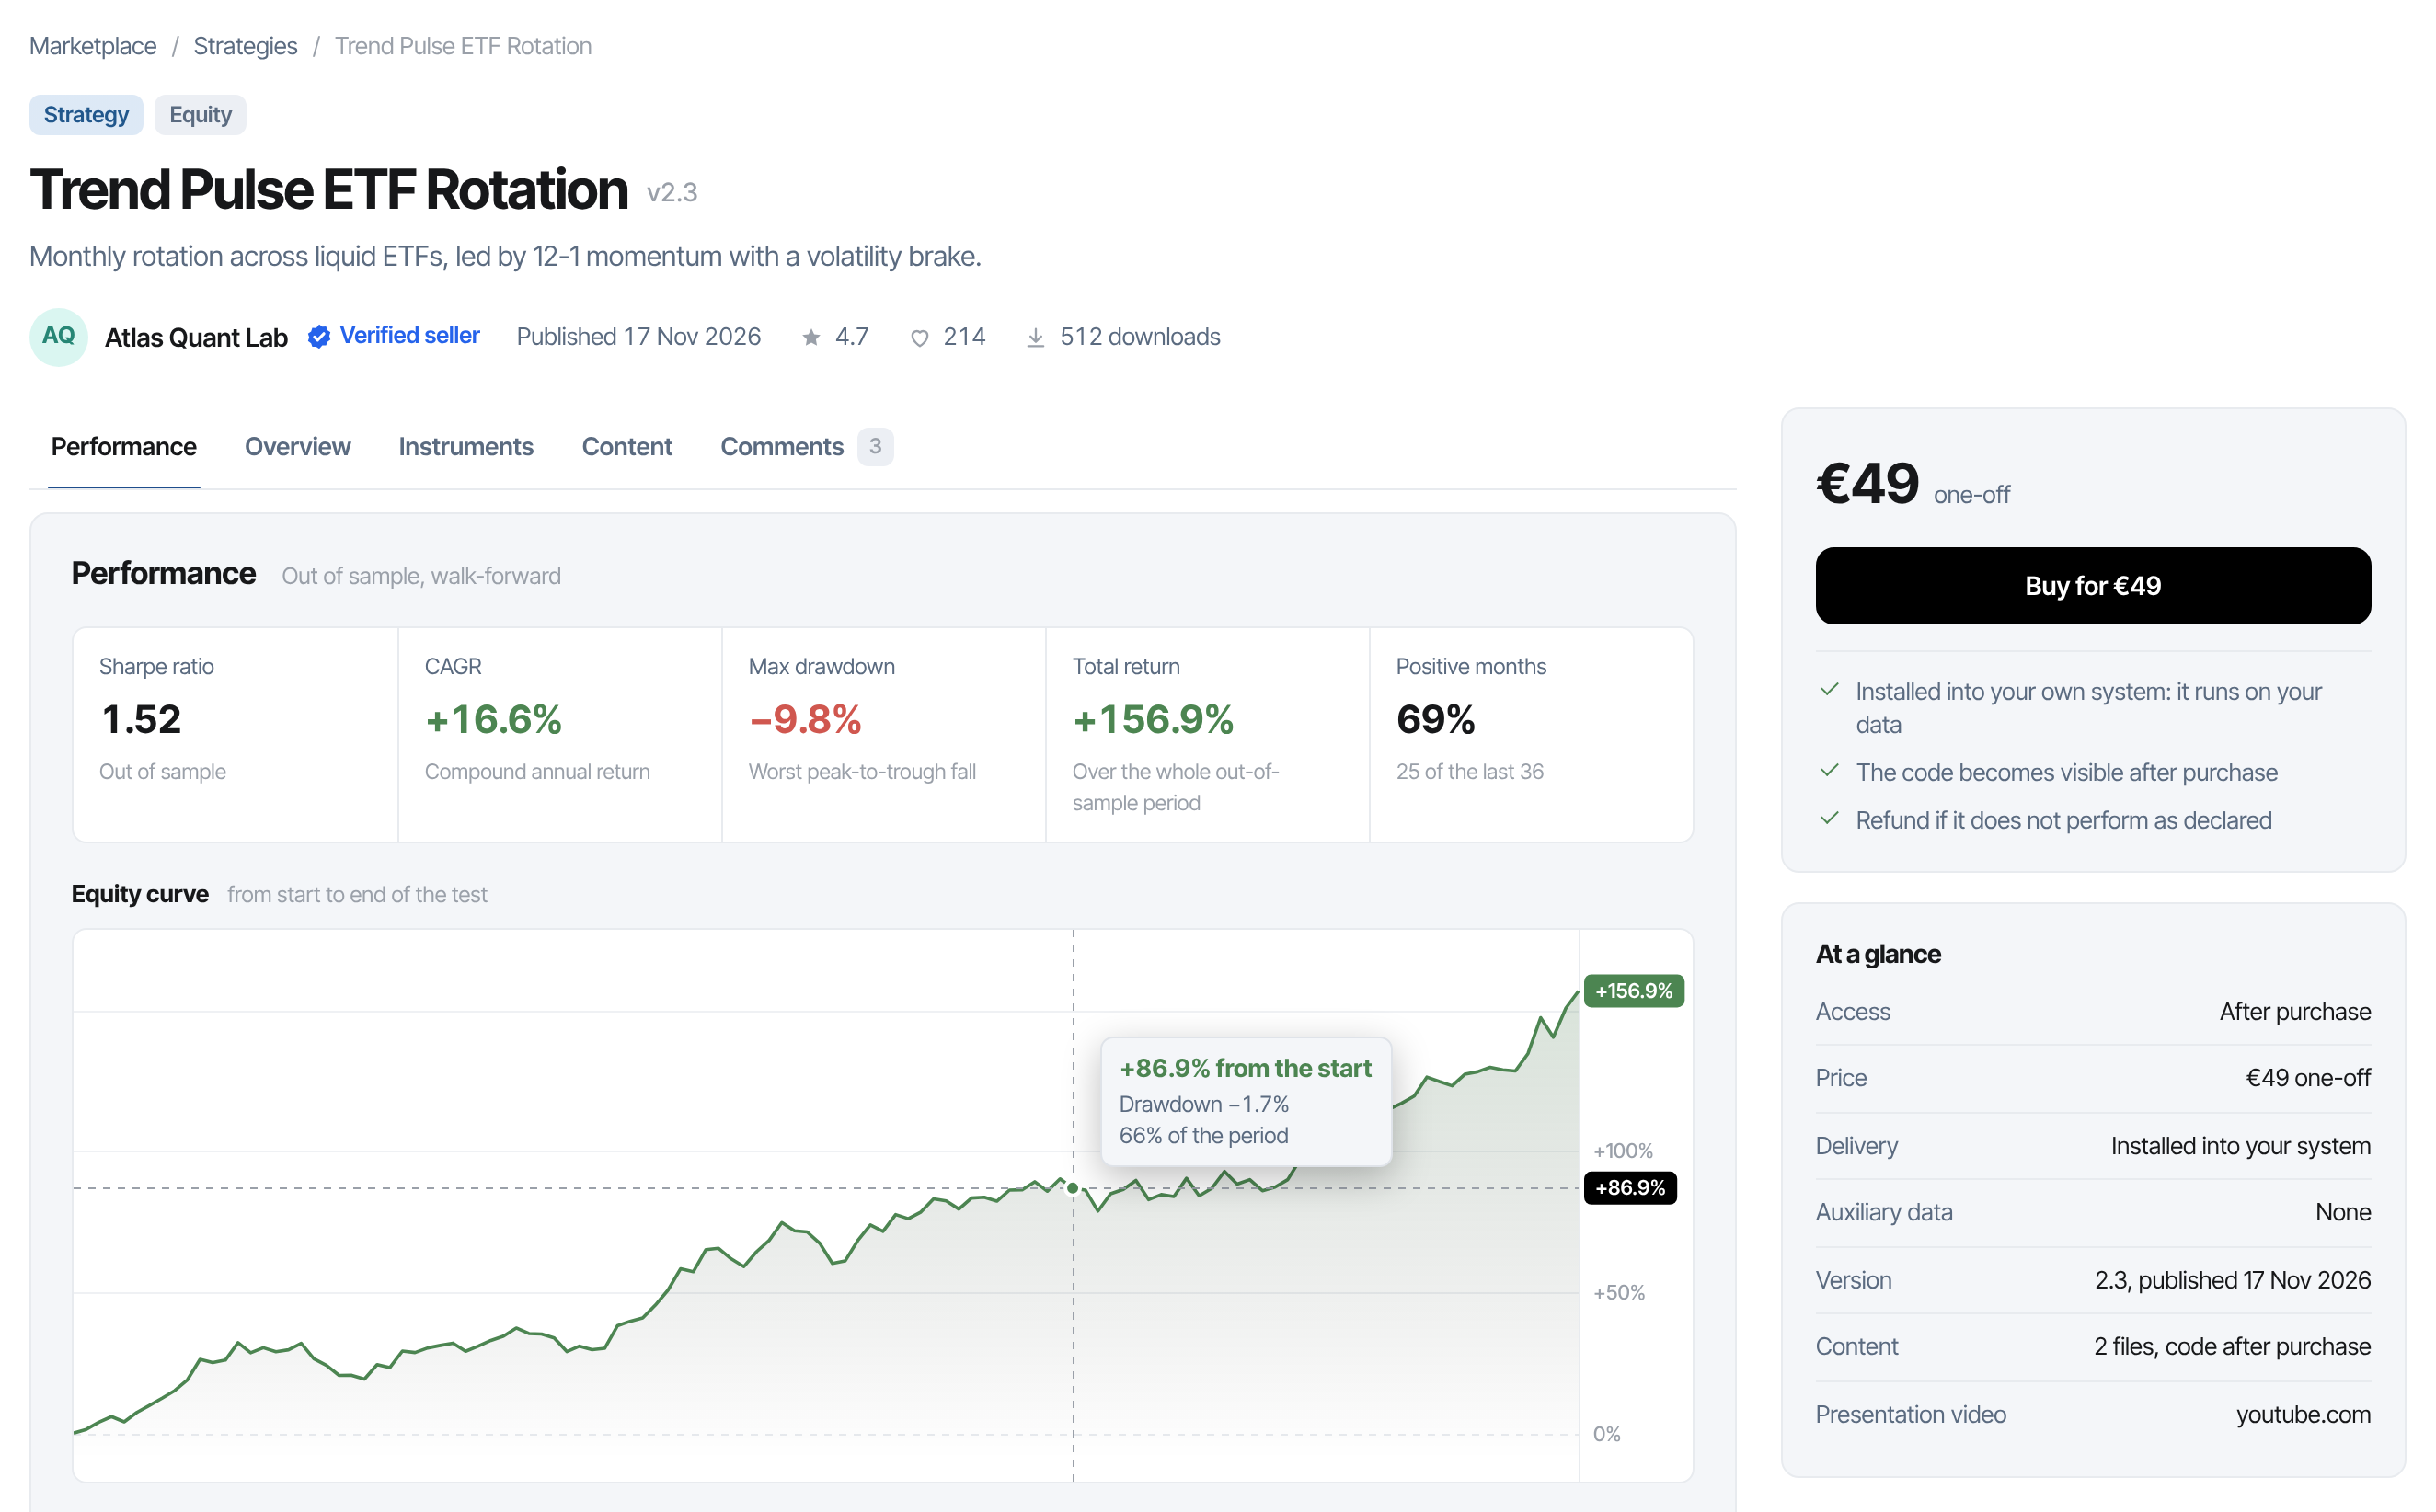 Marketplace / Strategies / Trend Pulse ETF Rotation
Strategy Equity
Trend Pulse ETF Rotation v2.3
Monthly rotation across liquid ETFs, led by 12-1 momentum with a volatility brake.
AQ Atlas Quant Lab Verified seller Published 17 Nov 2026 4.7 214 512 downloads
Performance Overview Instruments Content Comments 3
Performance Out of sample, walk-forward
Sharpe ratio
1.52
Out of sample
CAGR
+16.6%
Compound annual return
Max drawdown
−9.8%
Worst peak-to-trough fall
Total return
+156.9%
Over the whole out-of-
sample period
Positive months
69%
25 of the last 36
Equity curve from start to end of the test
+156.9%
+86.9% from the start
Drawdown −1.7%
66% of the period
+100%
+86.9%
+50%
0%
€49 one-off
Buy for €49
Installed into your own system: it runs on your
data
The code becomes visible after purchase
Refund if it does not perform as declared
At a glance
Access After purchase
Price €49 one-off
Delivery Installed into your system
Auxiliary data None
Version 2.3, published 17 Nov 2026
Content 2 files, code after purchase
Presentation video youtube.com